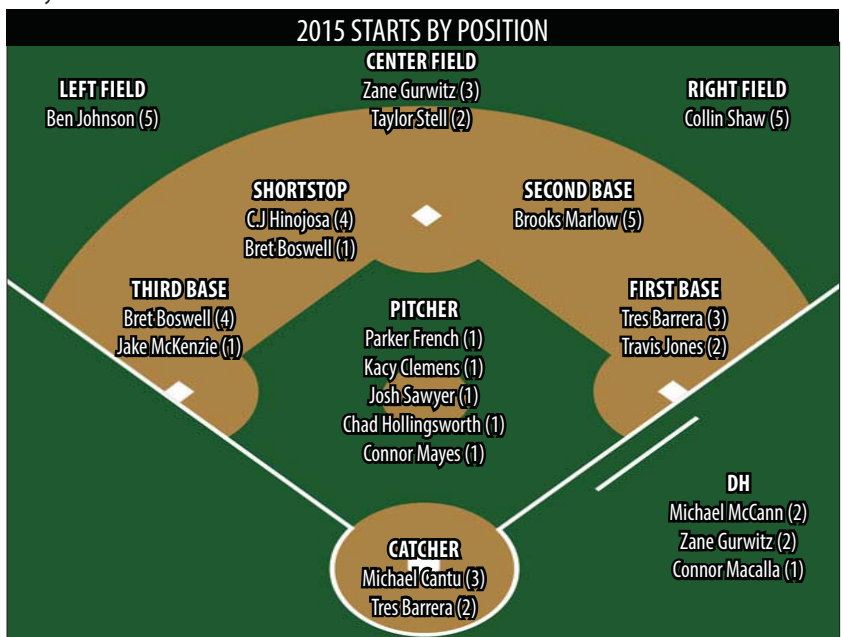 2015 STARTS BY POSITION
CENTER FIELD
Zane Gurwitz (3)
Taylor Stell (2)
LEFT FIELD
Ben Johnson (5)
RIGHT FIELD
Collin Shaw (5)
SHORTSTOP
C.J Hinojosa (4)
Bret Boswell (1)
SECOND BASE
Brooks Marlow (5)
THIRD BASE
Bret Boswell (4)
Jake McKenzie (1)
PITCHER
Parker French (1)
Kacy Clemens (1)
Josh Sawyer (1)
Chad Hollingsworth (1)
Connor Mayes (1)
FIRST BASE
Tres Barrera (3)
Travis Jones (2)
DH
Michael McCann (2)
Zane Gurwitz (2)
Connor Macalla (1)
CATCHER
Michael Cantu (3)
Tres Barrera (2)